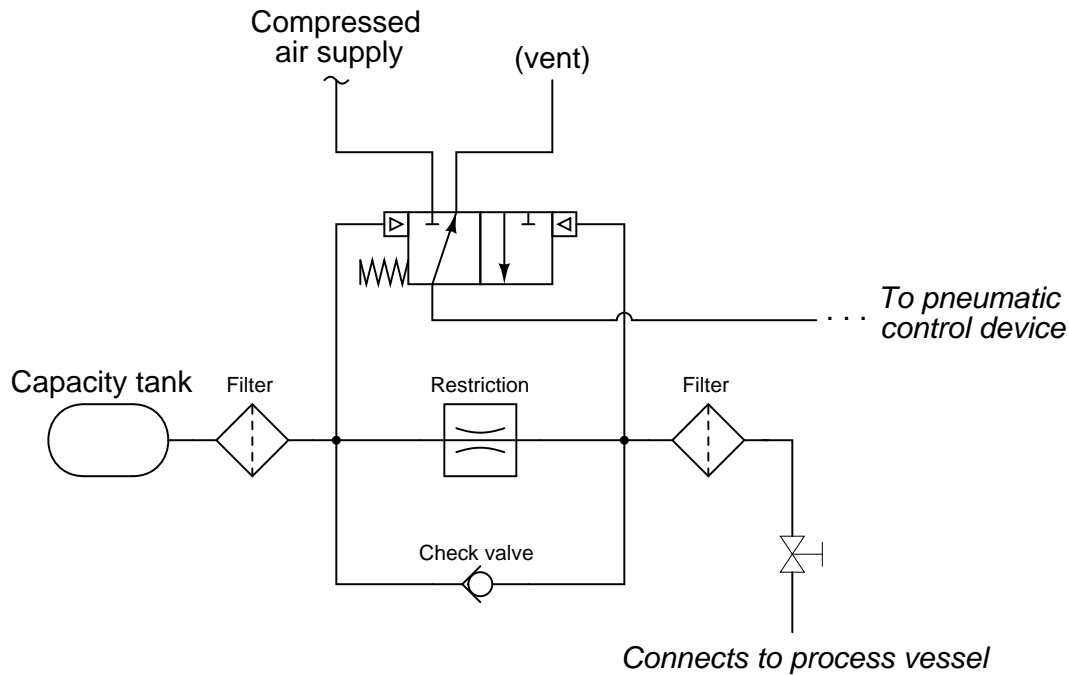 Compressed
air supply
(vent)
. . . To pneumatic
control device
Capacity tank
Filter
Restriction
Filter
Check valve
Connects to process vessel